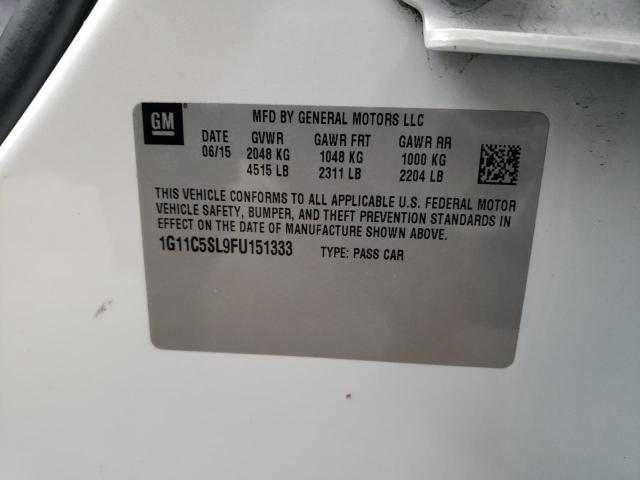 GM
MFD BY GENERAL MOTORS LLC
DATE GVWR GAWR FRT GAWR RR
06/15 2048 KG 1048 KG 1000 KG
4515 LB 2311 LB 2204 LB
THIS VEHICLE CONFORMS TO ALL APPLICABLE U.S. FEDERAL MOTOR
VEHICLE SAFETY, BUMPER, AND THEFT PREVENTION STANDARDS IN
EFFECT ON THE DATE OF MANUFACTURE SHOWN ABOVE.
1G11C5SL9FU151333 TYPE: PASS CAR